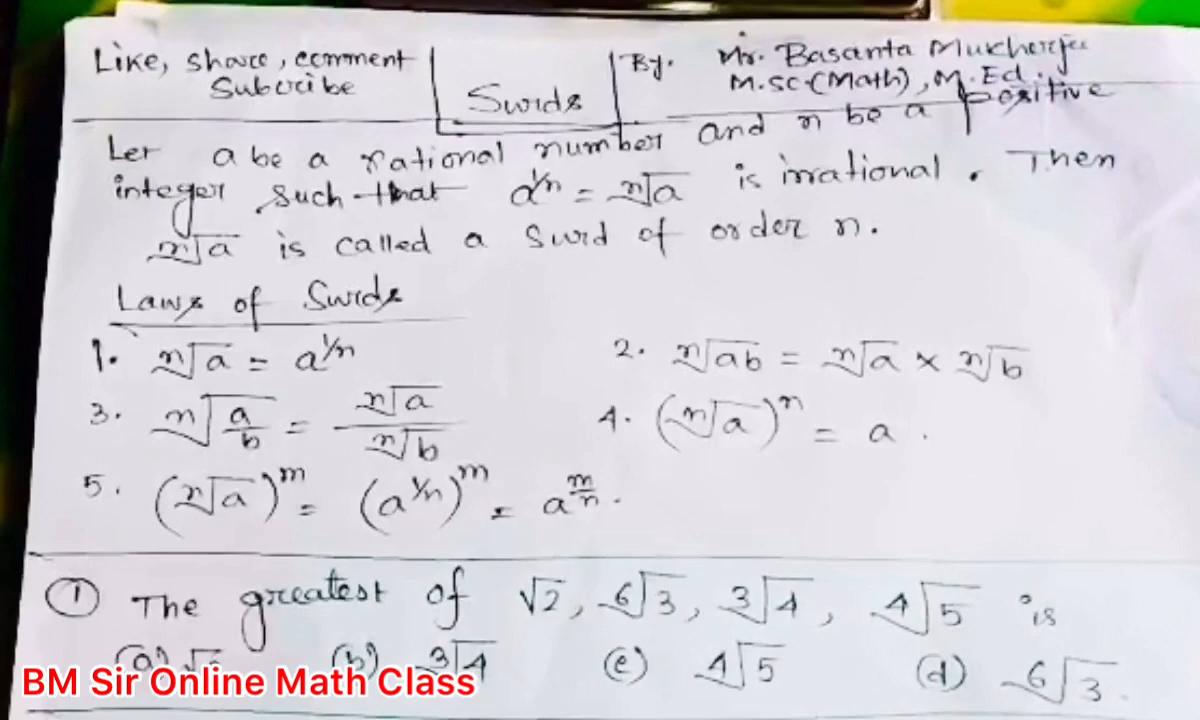 Like, share, comment
Subcribe
Surds
By. Mr. Basanta Mukherjee
M.sc.(Math), M.Ed.
Let a be a rational number and n be a positive
integer such that a^1/n = ⁿ√a is irrational. Then
ⁿ√a is called a Surd of order n.
Laws of Surds
1. ⁿ√a = a^1/n
2. ⁿ√ab = ⁿ√a × ⁿ√b
3. ⁿ√a/b = ⁿ√a/ⁿ√b
4. (ⁿ√a)ⁿ = a.
5. (ⁿ√a)^m = (a^1/n)^m = a^m/n.
① The greatest of √2, ⁶√3, ³√4, ⁴√5 is
(a) (b) ³√4 (c) ⁴√5 (d) ⁶√3.
BM Sir Online Math Class